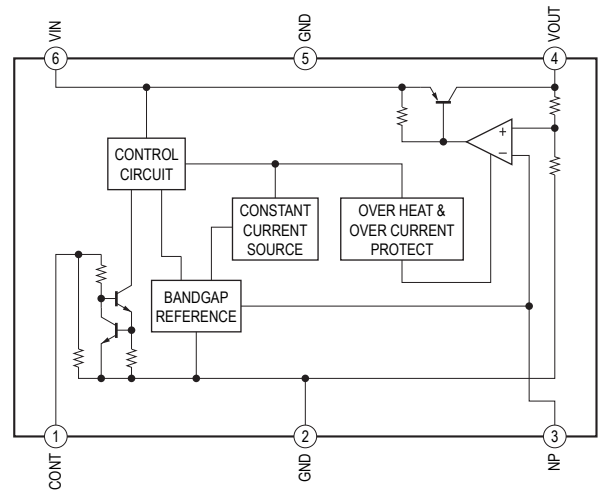 VIN
GND
VOUT
6
5
4
+
−
CONTROL
CIRCUIT
CONSTANT
CURRENT
SOURCE
OVER HEAT &
OVER CURRENT
PROTECT
BANDGAP
REFERENCE
1
2
3
CONT
GND
NP